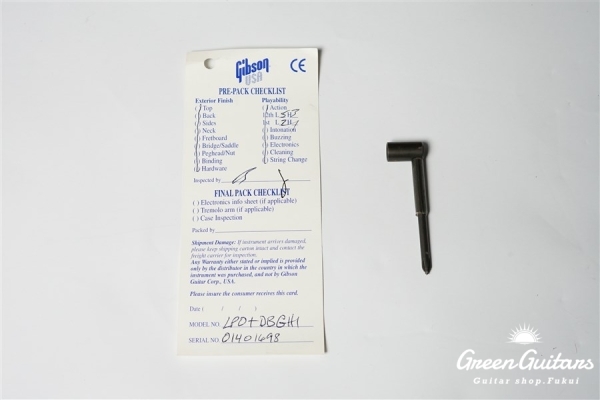 Gibson
USA
CE
PRE-PACK CHECKLIST
Exterior Finish
( ) Top
( ) Back
( ) Sides
( ) Neck
( ) Fretboard
( ) Bridge/Saddle
( ) Peghead/Nut
( ) Binding
( ) Hardware
Playability
( ) Action
12th L H
1st L H
( ) Intonation
( ) Buzzing
( ) Electronics
( ) Cleaning
( ) String Change
Inspected by
FINAL PACK CHECKLIST
( ) Electronics info sheet (if applicable)
( ) Tremolo arm (if applicable)
( ) Case Inspection
Packed by
Shipment Damage: If instrument arrives damaged,
please keep shipping carton intact and contact the
freight carrier for inspection.
Any Warranty either stated or implied is provided
only by the distributor in the country in which the
instrument was purchased, and not by Gibson
Guitar Corp., USA.
Please insure the consumer receives this card.
Date ( / / )
MODEL NO. LPD+DBGH1
SERIAL NO. 01401698
Green Guitars
Guitar shop.Fukui